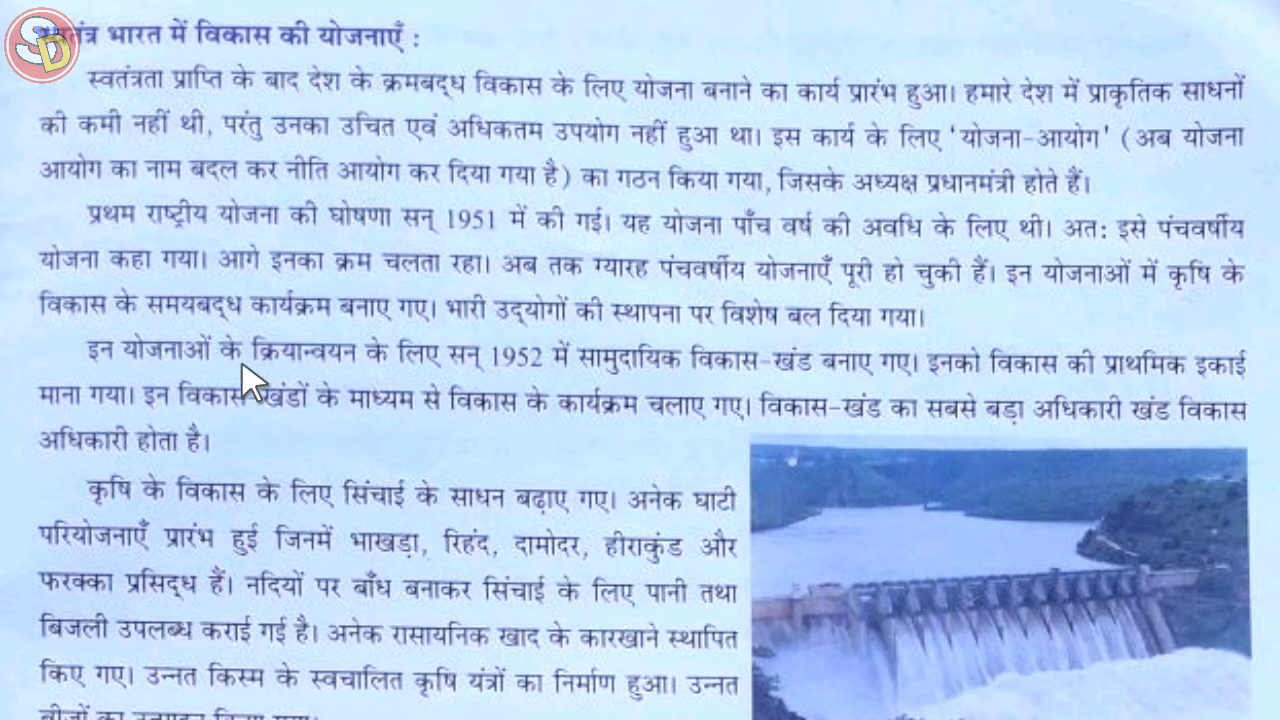 SD
स्वतंत्र भारत में विकास की योजनाएँ :
स्वतंत्रता प्राप्ति के बाद देश के क्रमबद्ध विकास के लिए योजना बनाने का कार्य प्रारंभ हुआ। हमारे देश में प्राकृतिक साधनों
की कमी नहीं थी, परंतु उनका उचित एवं अधिकतम उपयोग नहीं हुआ था। इस कार्य के लिए 'योजना-आयोग' (अब योजना
आयोग का नाम बदल कर नीति आयोग कर दिया गया है) का गठन किया गया, जिसके अध्यक्ष प्रधानमंत्री होते हैं।
प्रथम राष्ट्रीय योजना की घोषणा सन् 1951 में की गई। यह योजना पाँच वर्ष की अवधि के लिए थी। अत: इसे पंचवर्षीय
योजना कहा गया। आगे इनका क्रम चलता रहा। अब तक ग्यारह पंचवर्षीय योजनाएँ पूरी हो चुकी हैं। इन योजनाओं में कृषि के
विकास के समयबद्ध कार्यक्रम बनाए गए। भारी उद्योगों की स्थापना पर विशेष बल दिया गया।
इन योजनाओं के क्रियान्वयन के लिए सन् 1952 में सामुदायिक विकास-खंड बनाए गए। इनको विकास की प्राथमिक इकाई
माना गया। इन विकास खंडों के माध्यम से विकास के कार्यक्रम चलाए गए। विकास-खंड का सबसे बड़ा अधिकारी खंड विकास
अधिकारी होता है।
कृषि के विकास के लिए सिंचाई के साधन बढ़ाए गए। अनेक घाटी
परियोजनाएँ प्रारंभ हुई जिनमें भाखड़ा, रिहंद, दामोदर, हीराकुंड और
फरक्का प्रसिद्ध हैं। नदियों पर बाँध बनाकर सिंचाई के लिए पानी तथा
बिजली उपलब्ध कराई गई है। अनेक रासायनिक खाद के कारखाने स्थापित
किए गए। उन्नत किस्म के स्वचालित कृषि यंत्रों का निर्माण हुआ। उन्नत